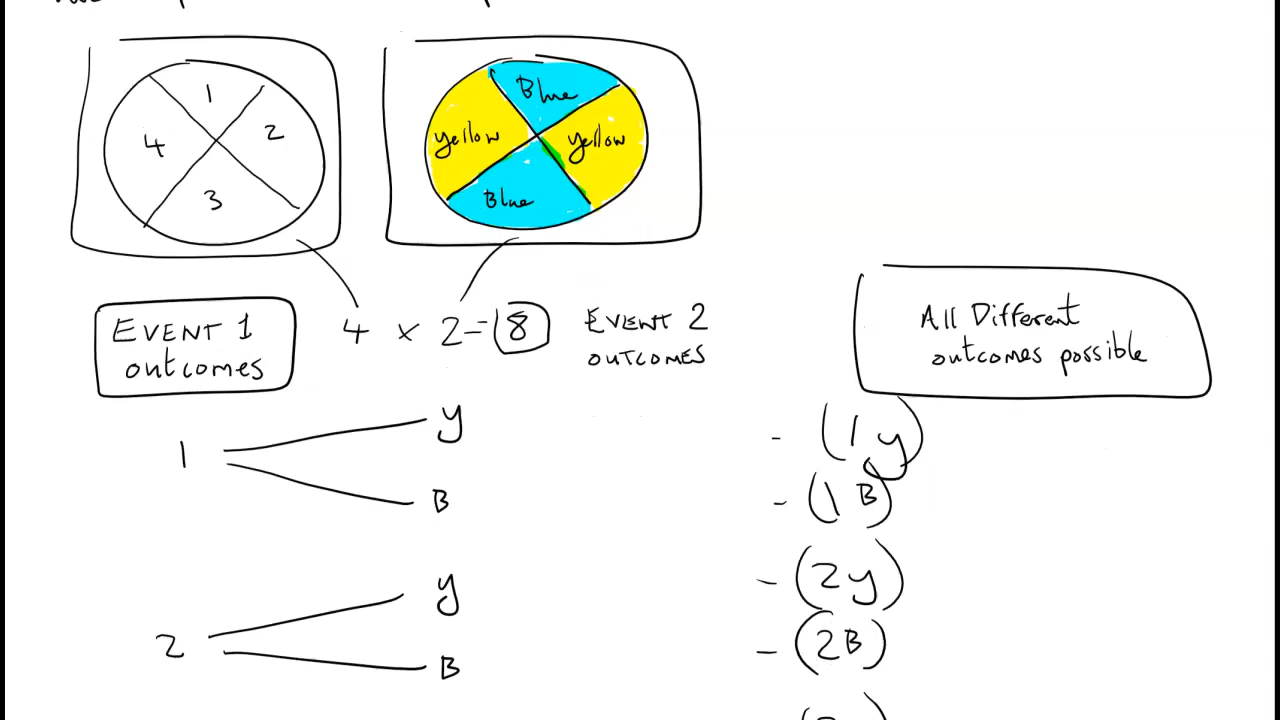 1
2
3
4
Blue
yellow
yellow
Blue
EVENT 1
outcomes
4 x 2 = 8
EVENT 2
OUTCOMES
All Different
outcomes possible
1
y
B
- (1 y)
- (1 B)
2
y
B
- (2 y)
- (2B)